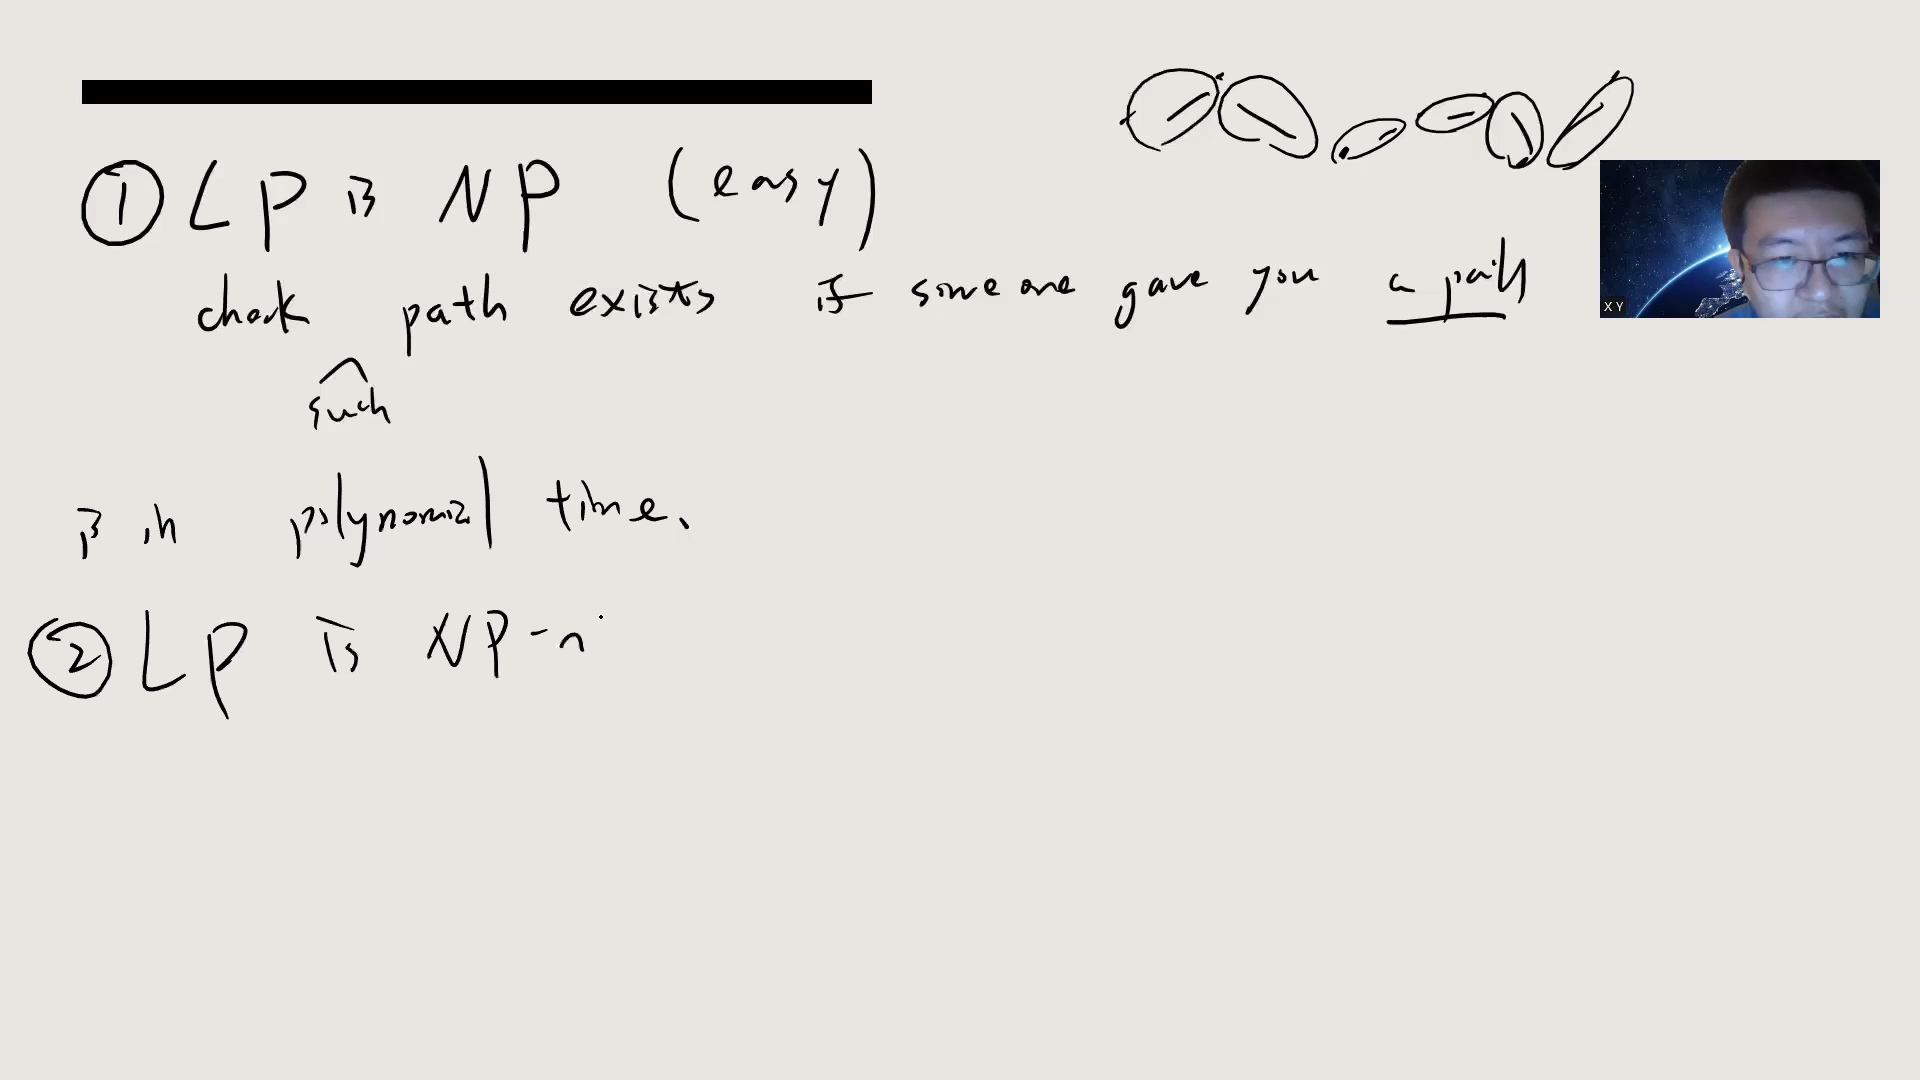 ① LP is NP (easy)
check path exists if someone gave you a path
such
is in polynomial time.
② LP is NP-n
X Y